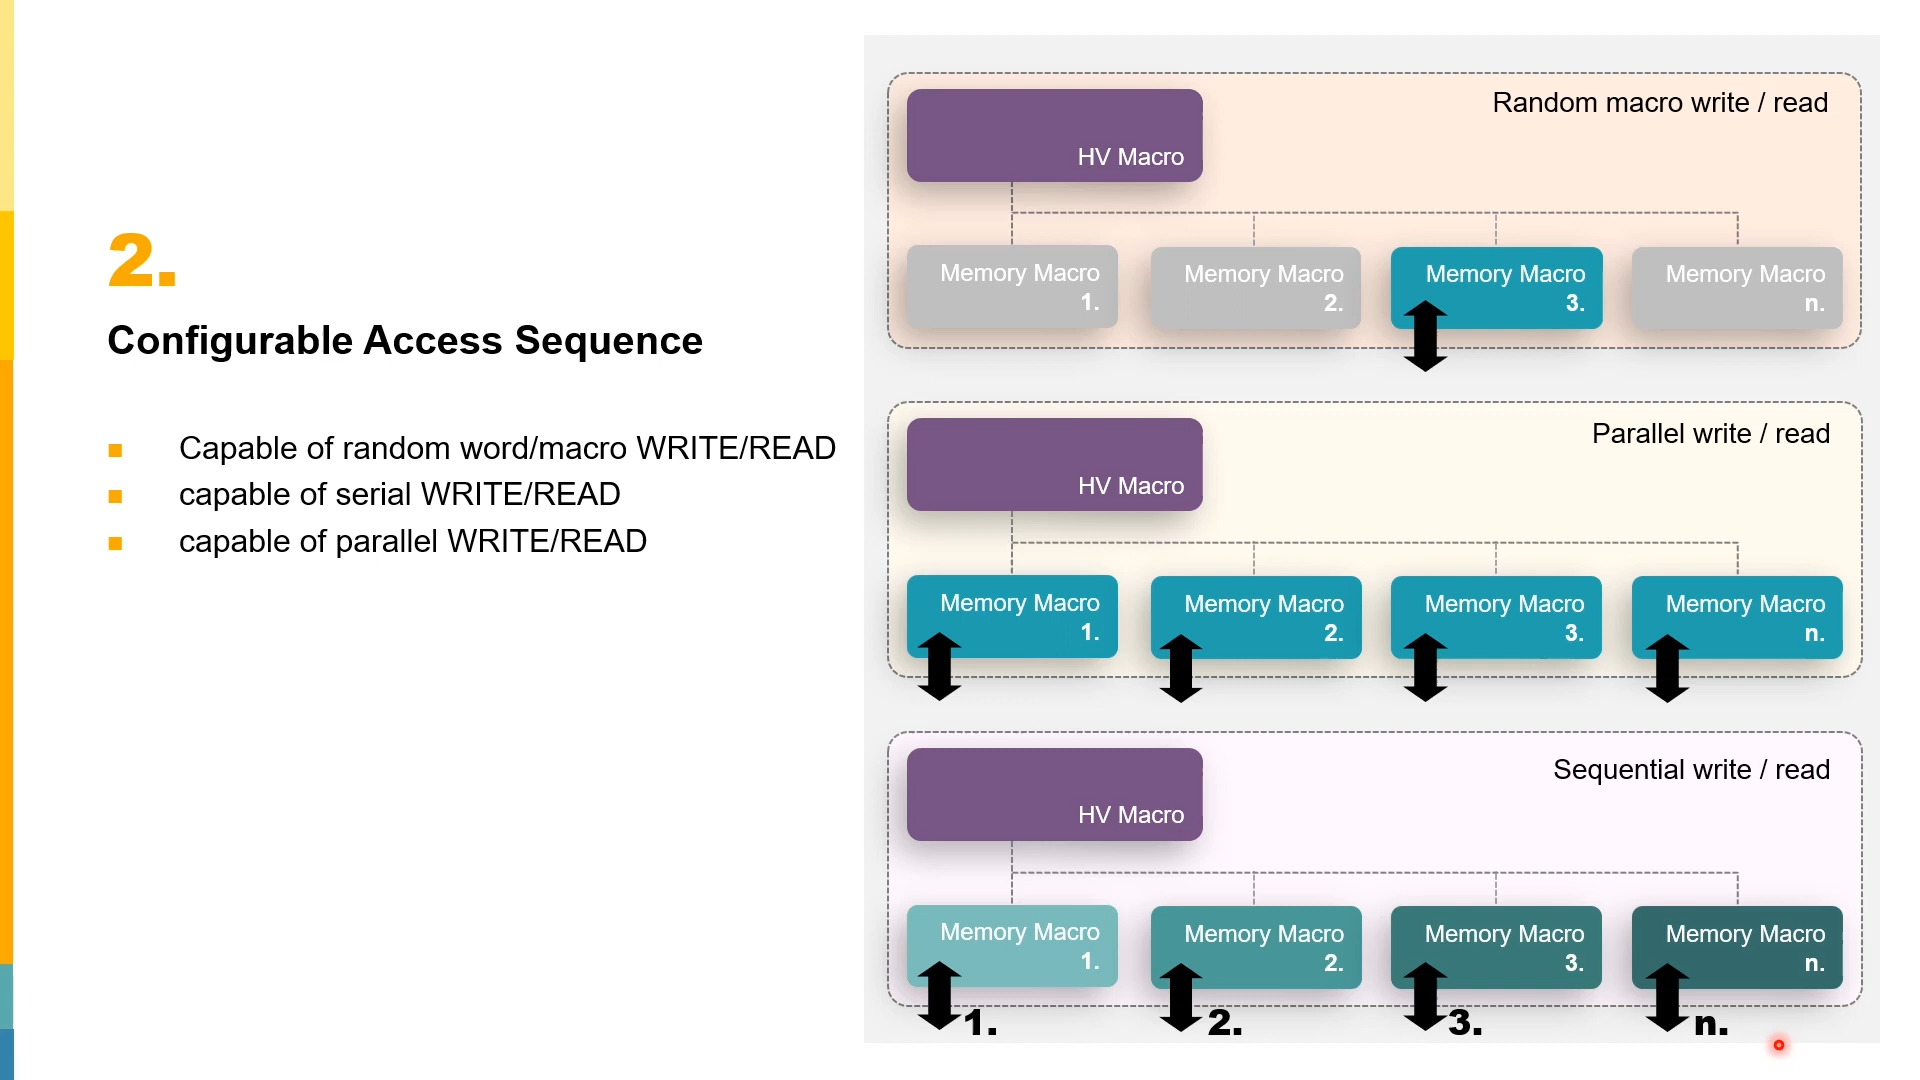 2.
Configurable Access Sequence
Capable of random word/macro WRITE/READ
capable of serial WRITE/READ
capable of parallel WRITE/READ
Random macro write / read
HV Macro
Memory Macro
1.
Memory Macro
2.
Memory Macro
3.
Memory Macro
n.
Parallel write / read
HV Macro
Memory Macro
1.
Memory Macro
2.
Memory Macro
3.
Memory Macro
n.
Sequential write / read
HV Macro
Memory Macro
1.
Memory Macro
2.
Memory Macro
3.
Memory Macro
n.
1.
2.
3.
n.